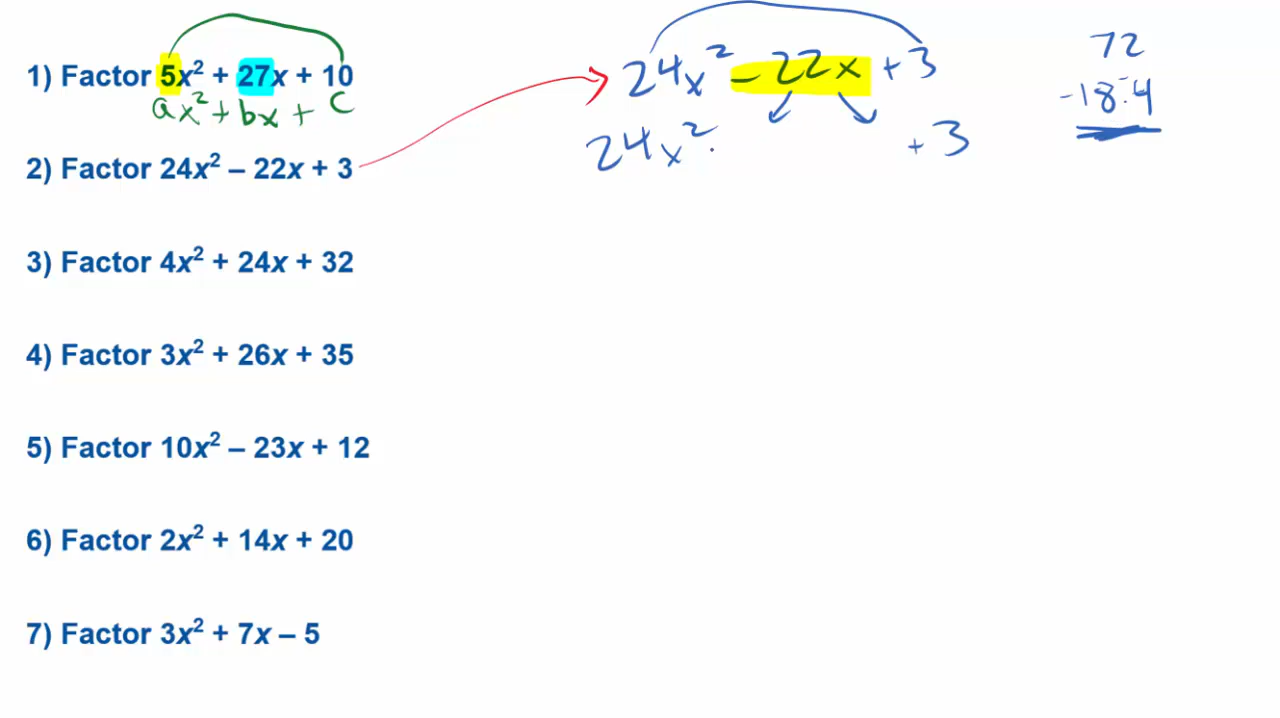 1) Factor 5x² + 27x + 10
ax² + bx + c
2) Factor 24x² – 22x + 3
3) Factor 4x² + 24x + 32
4) Factor 3x² + 26x + 35
5) Factor 10x² – 23x + 12
6) Factor 2x² + 14x + 20
7) Factor 3x² + 7x – 5
24x² – 22x + 3
24x² + 3
72
-18·-4